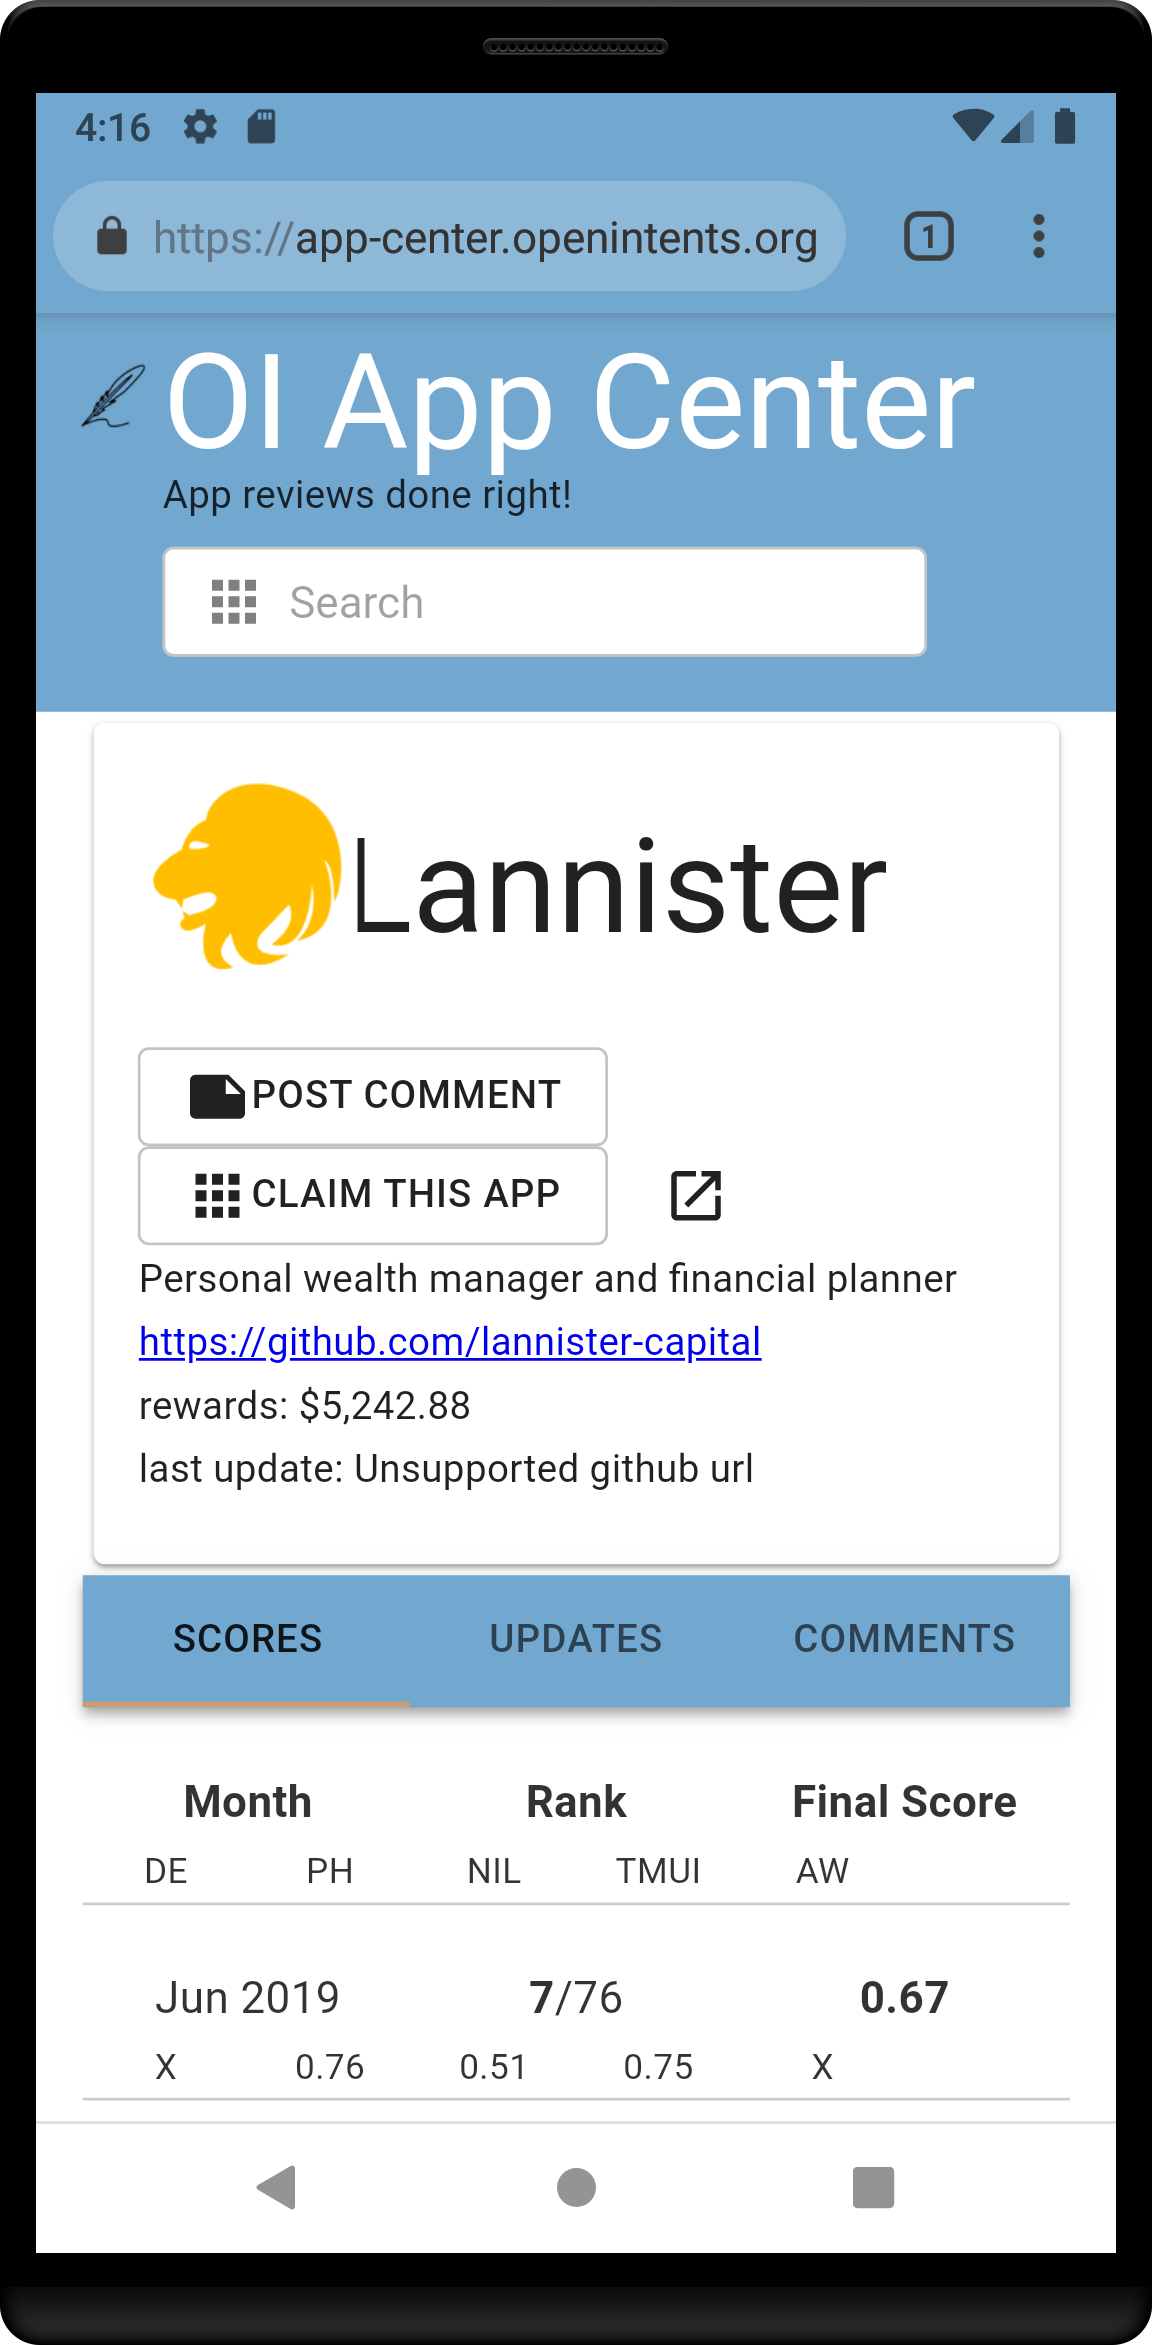 4:16
https://app-center.openintents.org
1
OI App Center
App reviews done right!
Search
Lannister
POST COMMENT
CLAIM THIS APP
Personal wealth manager and financial planner
https://github.com/lannister-capital
rewards: $5,242.88
last update: Unsupported github url
SCORES UPDATES COMMENTS
Month Rank Final Score
DE PH NIL TMUI AW
Jun 2019 7/76 0.67
X 0.76 0.51 0.75 X